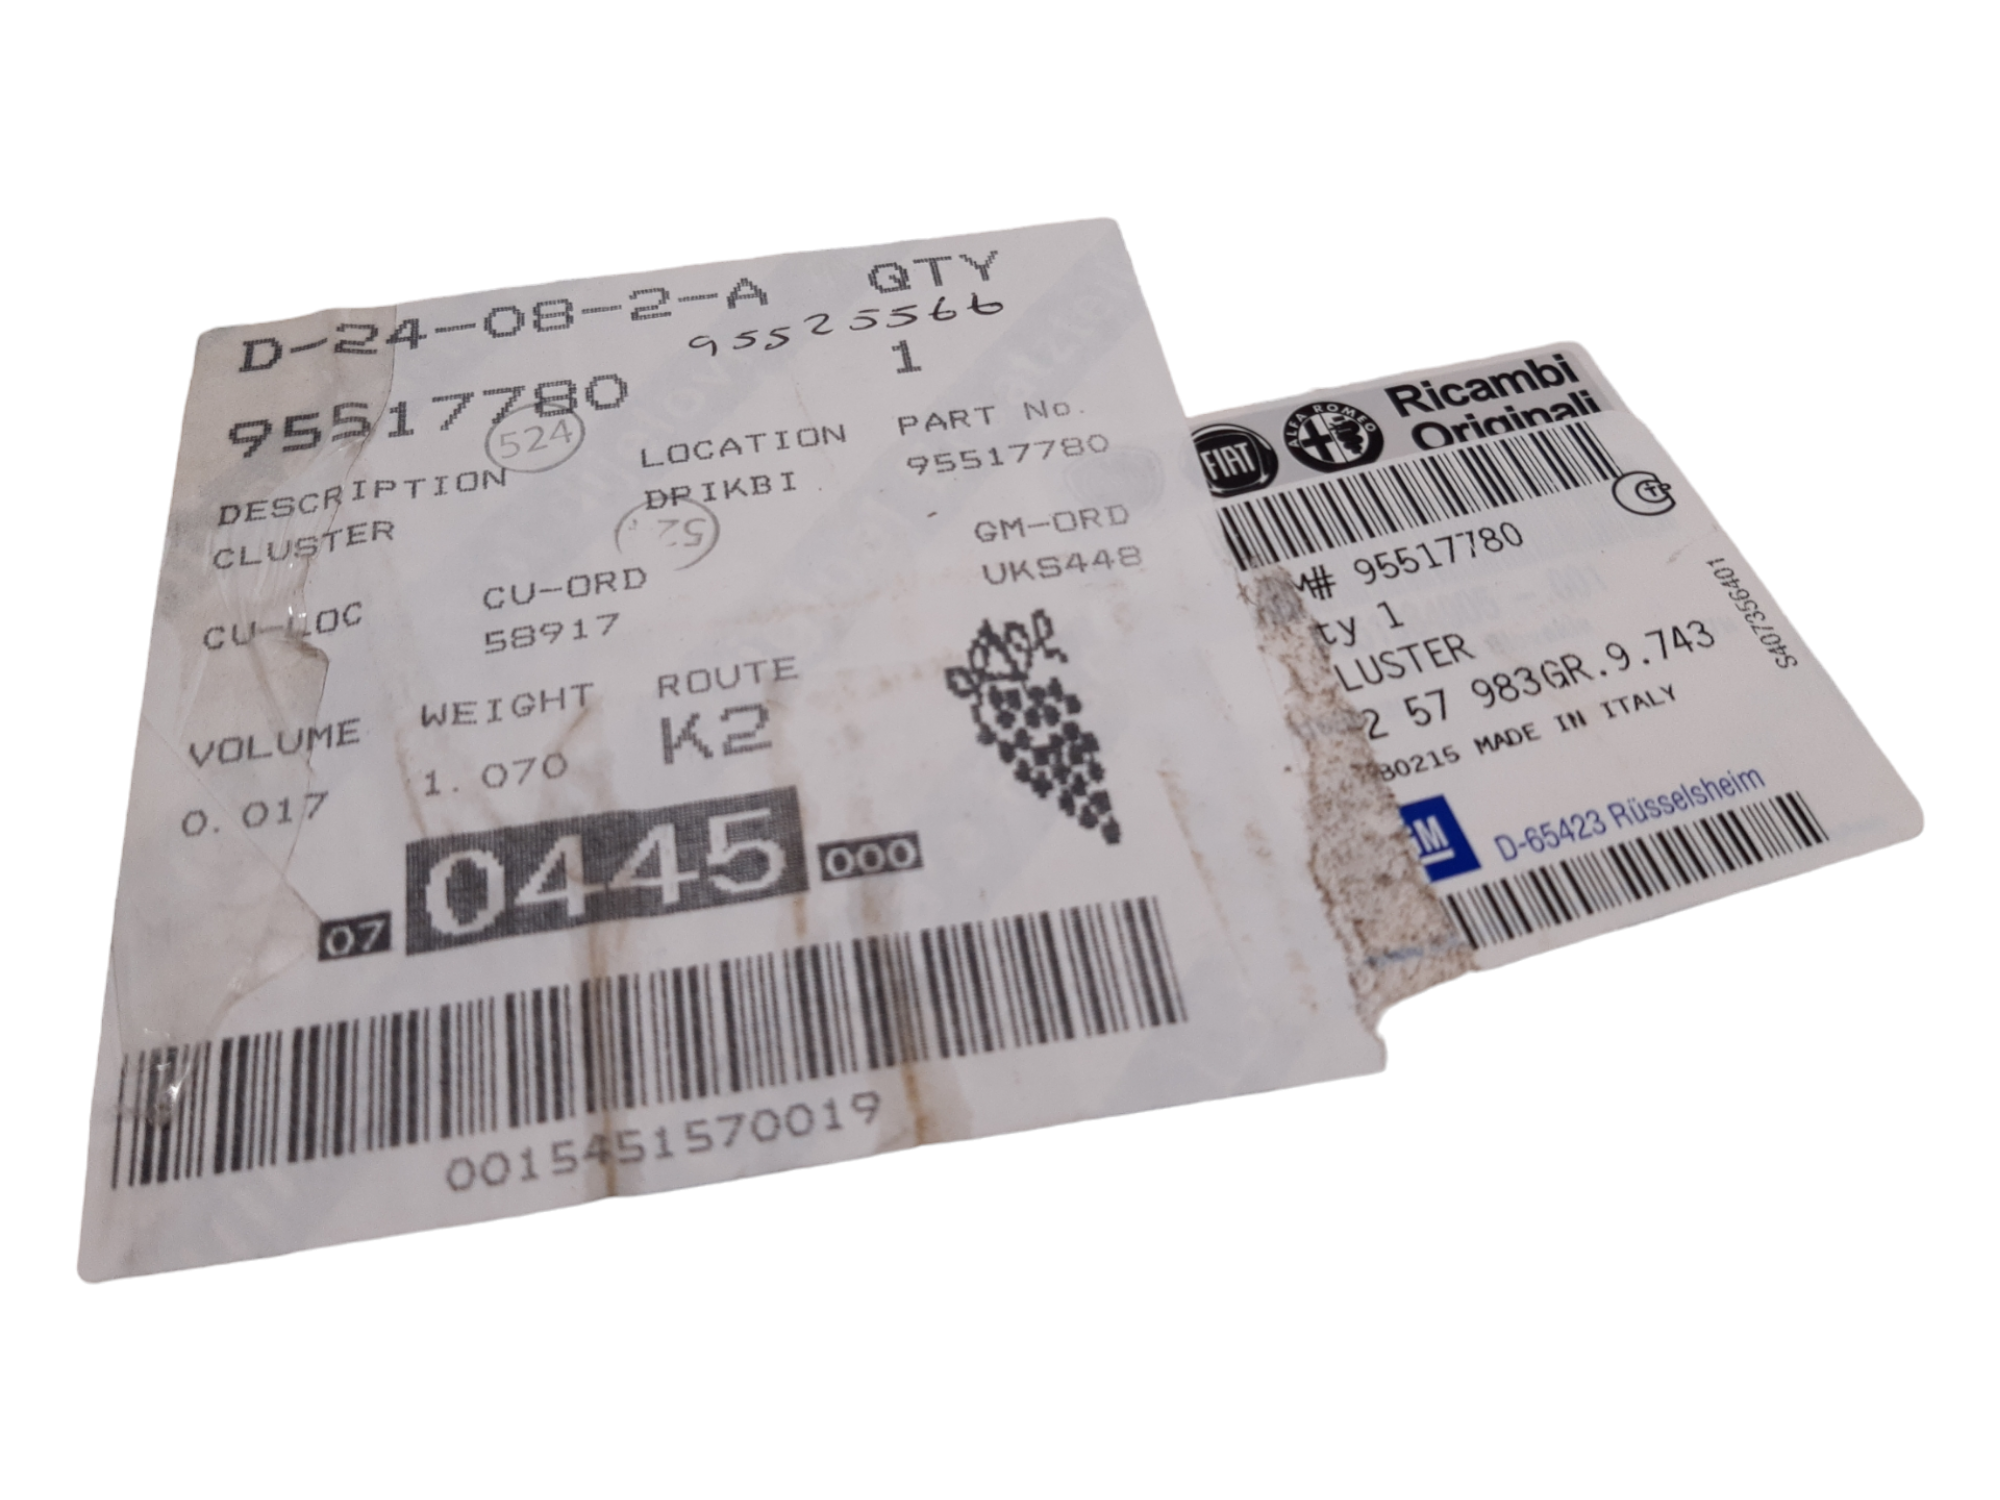 D-24-08-2-A QTY
95525566
95517780 1
524
DESCRIPTION LOCATION PART No.
CLUSTER DRIKBI 95517780
52
CU-LOC CU-ORD GM-ORD
58917 UKS448
VOLUME WEIGHT ROUTE
0.017 1.070 K2
07 0445 000
0015451570019
FIAT
ALFA ROMEO
Ricambi
Originali
M# 95517780
ty 1
LUSTER
2 57 983GR.9.743
80215 MADE IN ITALY
S407356401
GM
D-65423 Rüsselsheim